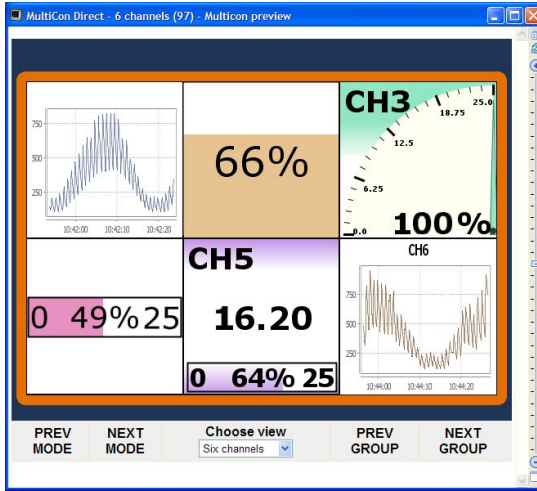 MultiCon Direct - 6 channels (97) - Multicon preview
750
500
250
10:42:00 10:42:10 10:42:20
66%
CH3
0.0
6.25
12.5
18.75
25.0
100%
0 49% 25
CH5
16.20
0 64% 25
CH6
750
500
250
10:44:00 10:44:10 10:44:20
PREV MODE
NEXT MODE
Choose view
Six channels
PREV GROUP
NEXT GROUP